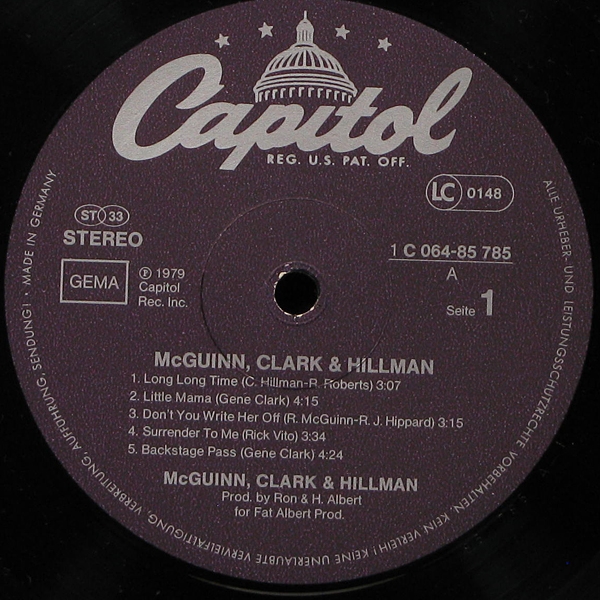 Capitol
REG. U.S. PAT. OFF.
LC 0148
ST 33
STEREO
GEMA
℗ 1979
Capitol
Rec. Inc.
1 C 064-85 785
A
Seite 1
McGUINN, CLARK & HILLMAN
1. Long Long Time (C. Hillman-R. Roberts) 3:07
2. Little Mama (Gene Clark) 4:15
3. Don't You Write Her Off (R. McGuinn-R. J. Hippard) 3:15
4. Surrender To Me (Rick Vito) 3:34
5. Backstage Pass (Gene Clark) 4:24
McGUINN, CLARK & HILLMAN
Prod. by Ron & H. Albert
for Fat Albert Prod.
ALLE URHEBER- UND LEISTUNGSSCHUTZRECHTE VORBEHALTEN. KEIN VERLEIH! KEINE UNERLAUBTE VERVIELFÄLTIGUNG, VERBREITUNG, AUFFÜHRUNG, SENDUNG! · MADE IN GERMANY